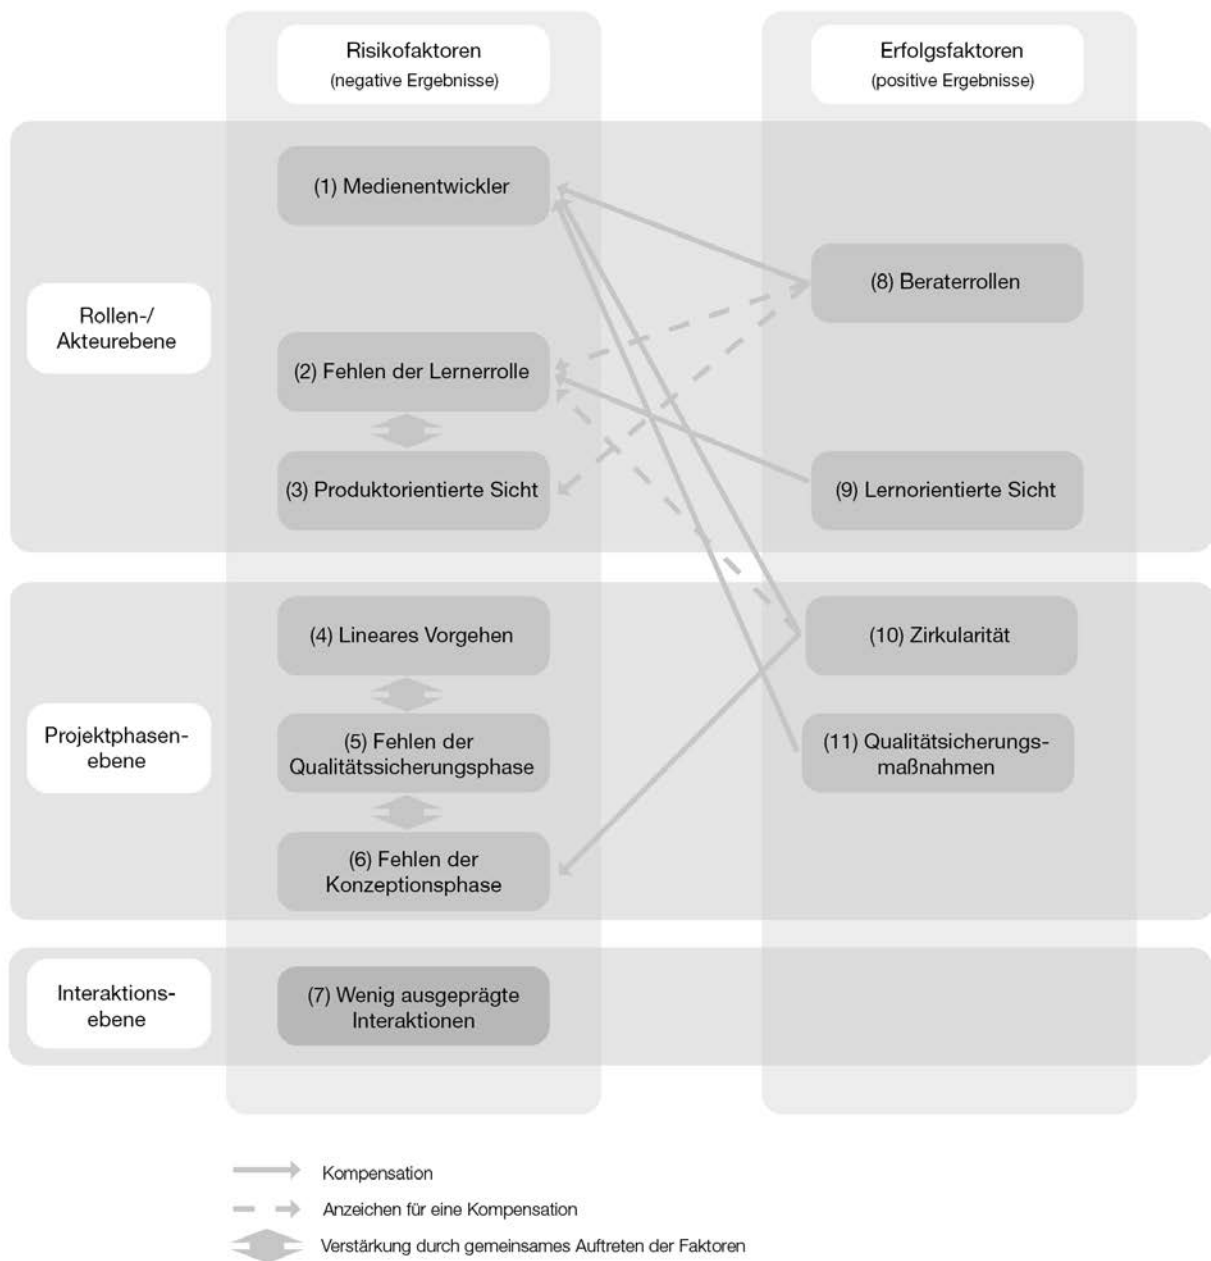 Risikofaktoren
(negative Ergebnisse)
Erfolgsfaktoren
(positive Ergebnisse)
Rollen-/
Akteurebene
(1) Medienentwickler
(8) Beraterrollen
(2) Fehlen der Lernerrolle
(3) Produktorientierte Sicht
(9) Lernorientierte Sicht
Projektphasen-
ebene
(4) Lineares Vorgehen
(10) Zirkularität
(5) Fehlen der
Qualitätssicherungsphase
(11) Qualitätsicherungs-
maßnahmen
(6) Fehlen der
Konzeptionsphase
Interaktions-
ebene
(7) Wenig ausgeprägte
Interaktionen
Kompensation
Anzeichen für eine Kompensation
Verstärkung durch gemeinsames Auftreten der Faktoren